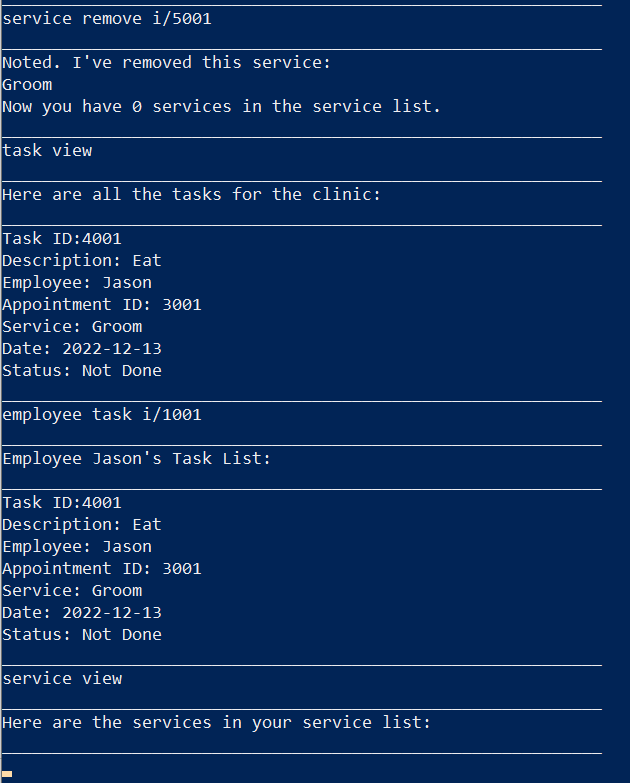 service remove i/5001
Noted. I've removed this service:
Groom
Now you have 0 services in the service list.
task view
Here are all the tasks for the clinic:
Task ID:4001
Description: Eat
Employee: Jason
Appointment ID: 3001
Service: Groom
Date: 2022-12-13
Status: Not Done
employee task i/1001
Employee Jason's Task List:
Task ID:4001
Description: Eat
Employee: Jason
Appointment ID: 3001
Service: Groom
Date: 2022-12-13
Status: Not Done
service view
Here are the services in your service list: